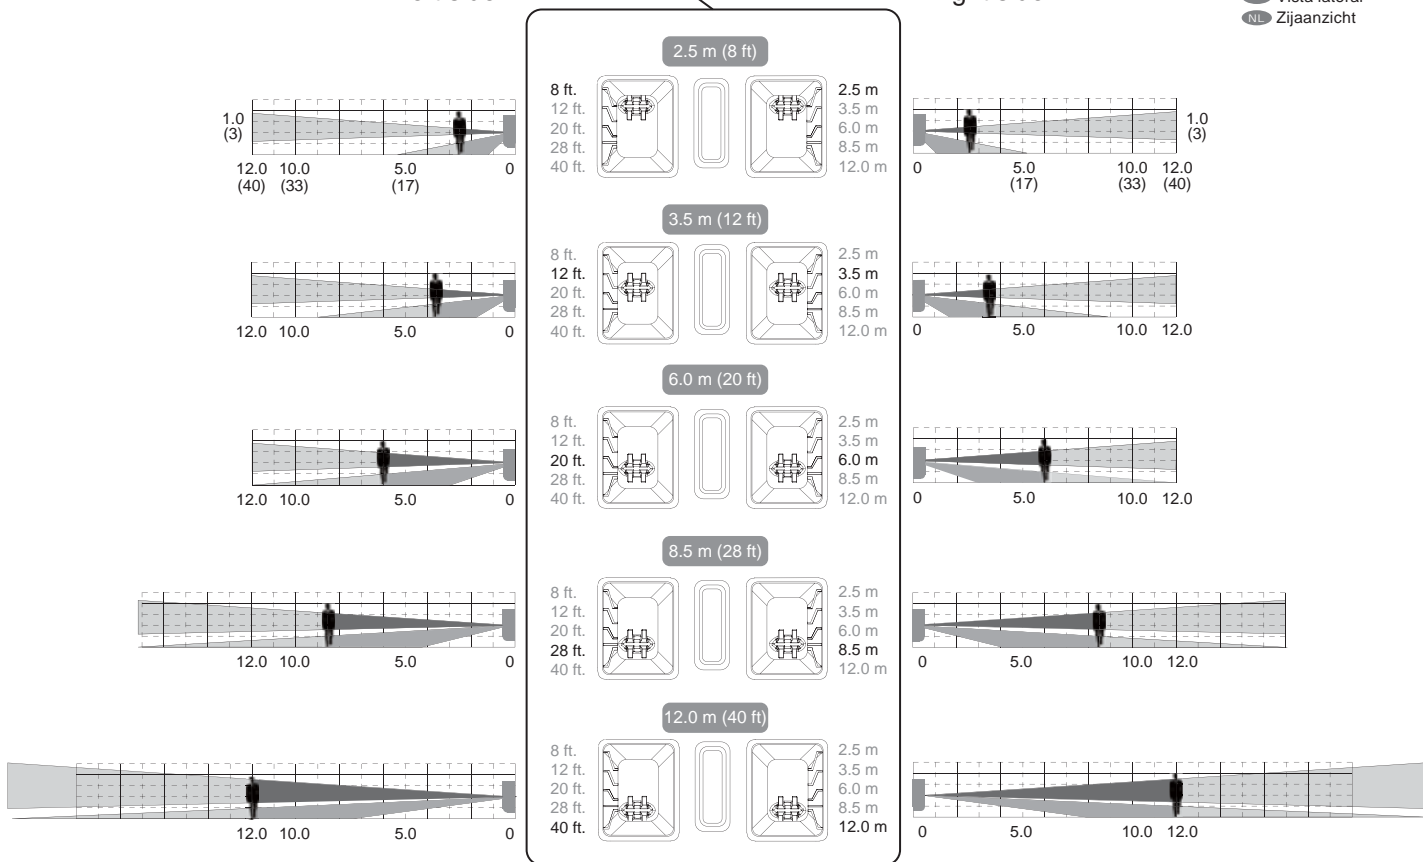 Vista lateral
NL Zijaanzicht
2.5 m (8 ft)
8 ft.
12 ft.
20 ft.
28 ft.
40 ft.
2.5 m
3.5 m
6.0 m
8.5 m
12.0 m
1.0
(3)
12.0 10.0 5.0 0
(40) (33) (17)
1.0
(3)
0 5.0 10.0 12.0
(17) (33) (40)
3.5 m (12 ft)
8 ft.
12 ft.
20 ft.
28 ft.
40 ft.
2.5 m
3.5 m
6.0 m
8.5 m
12.0 m
12.0 10.0 5.0 0
0 5.0 10.0 12.0
6.0 m (20 ft)
8 ft.
12 ft.
20 ft.
28 ft.
40 ft.
2.5 m
3.5 m
6.0 m
8.5 m
12.0 m
12.0 10.0 5.0 0
0 5.0 10.0 12.0
8.5 m (28 ft)
8 ft.
12 ft.
20 ft.
28 ft.
40 ft.
2.5 m
3.5 m
6.0 m
8.5 m
12.0 m
12.0 10.0 5.0 0
0 5.0 10.0 12.0
12.0 m (40 ft)
8 ft.
12 ft.
20 ft.
28 ft.
40 ft.
2.5 m
3.5 m
6.0 m
8.5 m
12.0 m
12.0 10.0 5.0 0
0 5.0 10.0 12.0